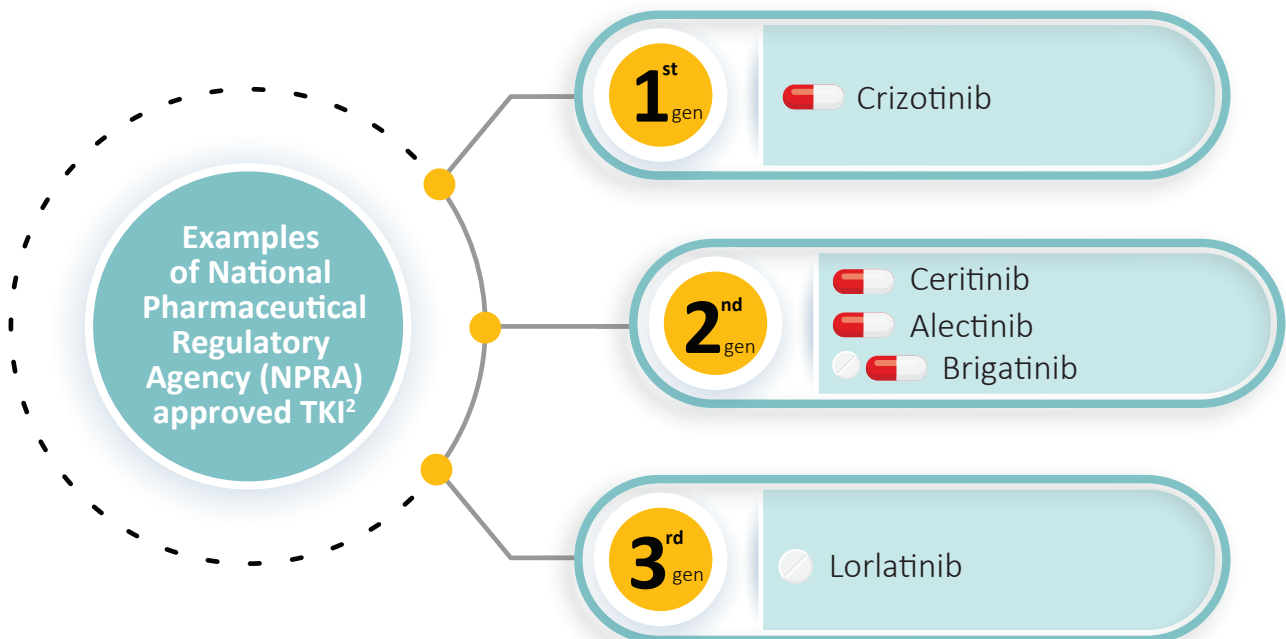 Examples
of National
Pharmaceutical
Regulatory
Agency (NPRA)
approved TKI²
1st gen
Crizotinib
2nd gen
Ceritinib
Alectinib
Brigatinib
3rd gen
Lorlatinib